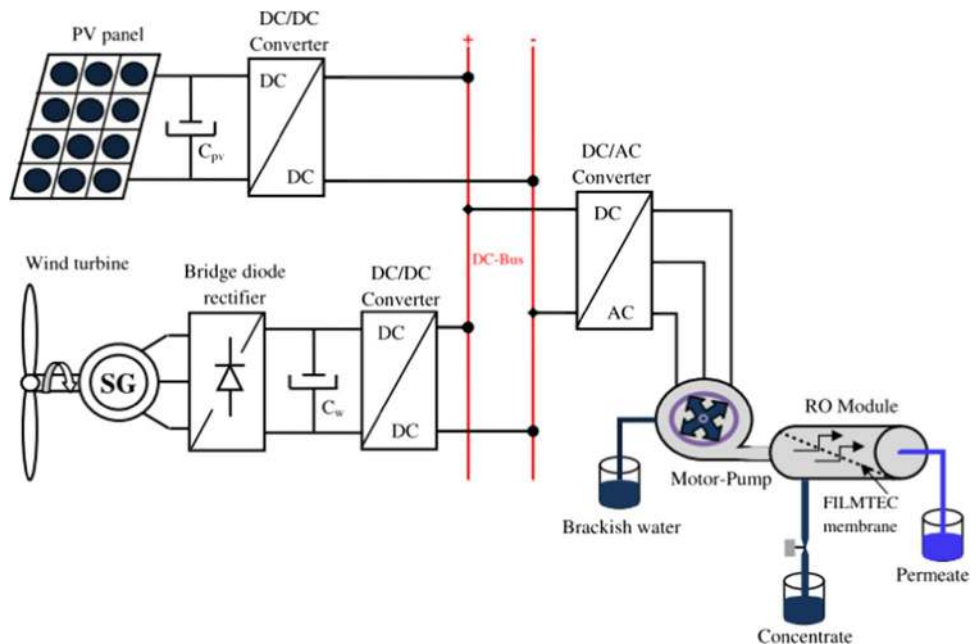 PV panel
DC/DC
Converter
+
-
DC
C_pv
DC
DC/AC
Converter
DC
AC
Wind turbine
Bridge diode
rectifier
DC/DC
Converter
DC-Bus
SG
DC
C_w
DC
RO Module
Motor-Pump
FILMTEC
membrane
Brackish water
Permeate
Concentrate